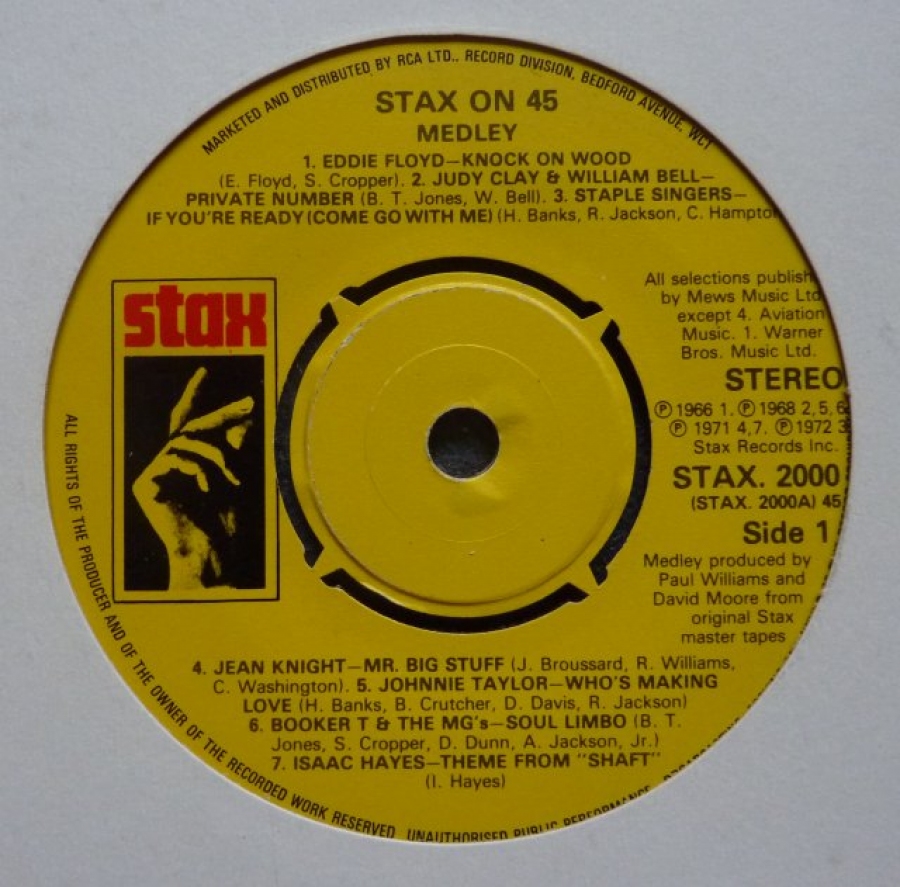 MARKETED AND DISTRIBUTED BY RCA LTD., RECORD DIVISION, BEDFORD AVENUE, WC1
STAX ON 45
MEDLEY
1. EDDIE FLOYD—KNOCK ON WOOD
(E. Floyd, S. Cropper). 2. JUDY CLAY & WILLIAM BELL—
PRIVATE NUMBER (B. T. Jones, W. Bell). 3. STAPLE SINGERS—
IF YOU'RE READY (COME GO WITH ME) (H. Banks, R. Jackson, C. Hampton
stax
All selections publish
by Mews Music Ltd
except 4. Aviation
Music. 1. Warner
Bros. Music Ltd.
STEREO
℗ 1966 1. ℗ 1968 2, 5, 6
℗ 1971 4,7. ℗ 1972 3
Stax Records Inc.
STAX. 2000
(STAX. 2000A) 45
Side 1
Medley produced by
Paul Williams and
David Moore from
original Stax
master tapes
4. JEAN KNIGHT—MR. BIG STUFF (J. Broussard, R. Williams,
C. Washington). 5. JOHNNIE TAYLOR—WHO'S MAKING
LOVE (H. Banks, B. Crutcher, D. Davis, R. Jackson)
6. BOOKER T & THE MG's—SOUL LIMBO (B. T.
Jones, S. Cropper, D. Dunn, A. Jackson, Jr.)
7. ISAAC HAYES—THEME FROM "SHAFT"
(I. Hayes)
ALL RIGHTS OF THE PRODUCER AND OF THE OWNER OF THE RECORDED WORK RESERVED UNAUTHORISED PUBLIC PERFORMANCE